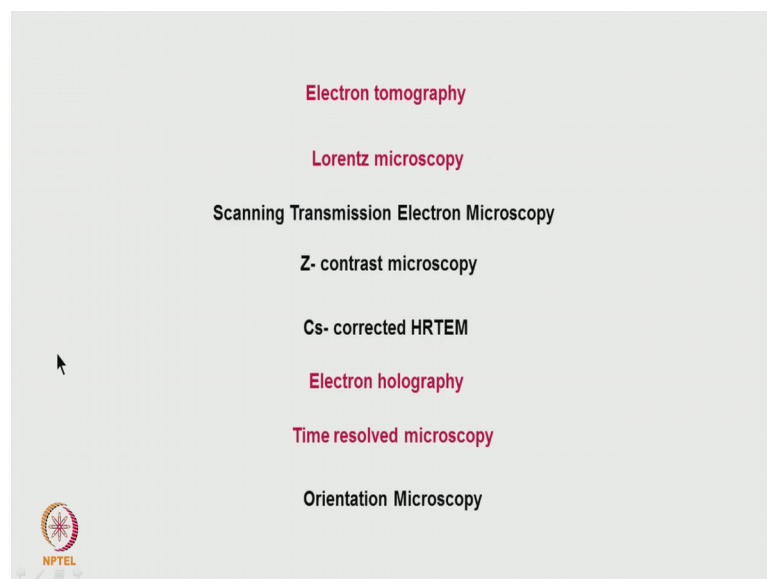 Electron tomography
Lorentz microscopy
Scanning Transmission Electron Microscopy
Z- contrast microscopy
Cs- corrected HRTEM
Electron holography
Time resolved microscopy
Orientation Microscopy
NPTEL